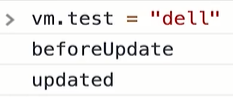 > vm.test = "dell"
beforeUpdate
updated